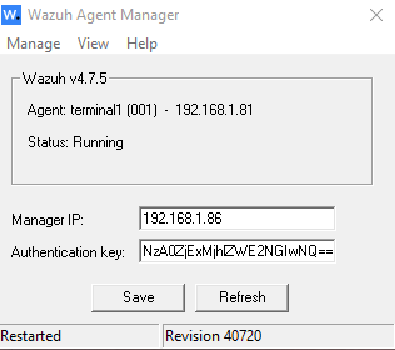 W. Wazuh Agent Manager
Manage View Help
Wazuh v4.7.5
Agent: terminal1 (001) - 192.168.1.81
Status: Running
Manager IP: 192.168.1.86
Authentication key: NzA0ZjExMjhlZWE2NGIwNQ==
Save Refresh
Restarted Revision 40720